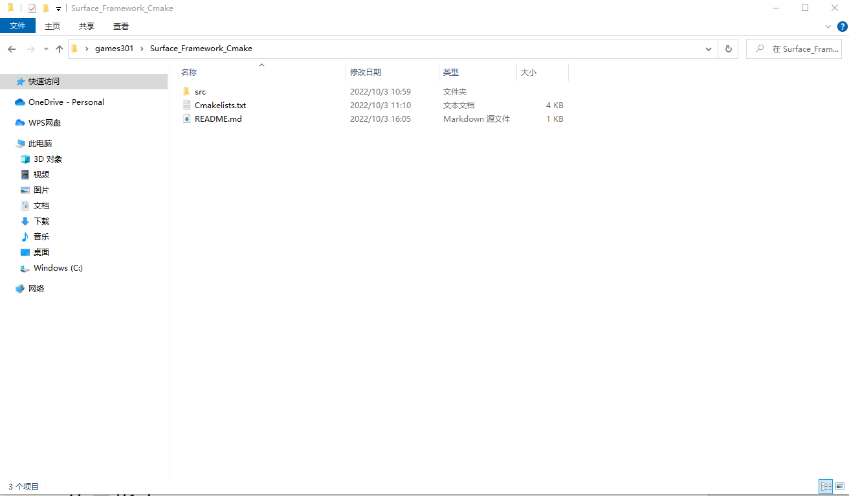 Surface_Framework_Cmake
文件 主页 共享 查看
games301 Surface_Framework_Cmake 在 Surface_Fram...
名称 修改日期 类型 大小
快速访问
OneDrive - Personal
WPS网盘
此电脑
3D 对象
视频
图片
文档
下载
音乐
桌面
Windows (C:)
网络
src 2022/10/3 10:59 文件夹
Cmakelists.txt 2022/10/3 11:10 文本文档 4 KB
README.md 2022/10/3 16:05 Markdown 源文件 1 KB
3 个项目